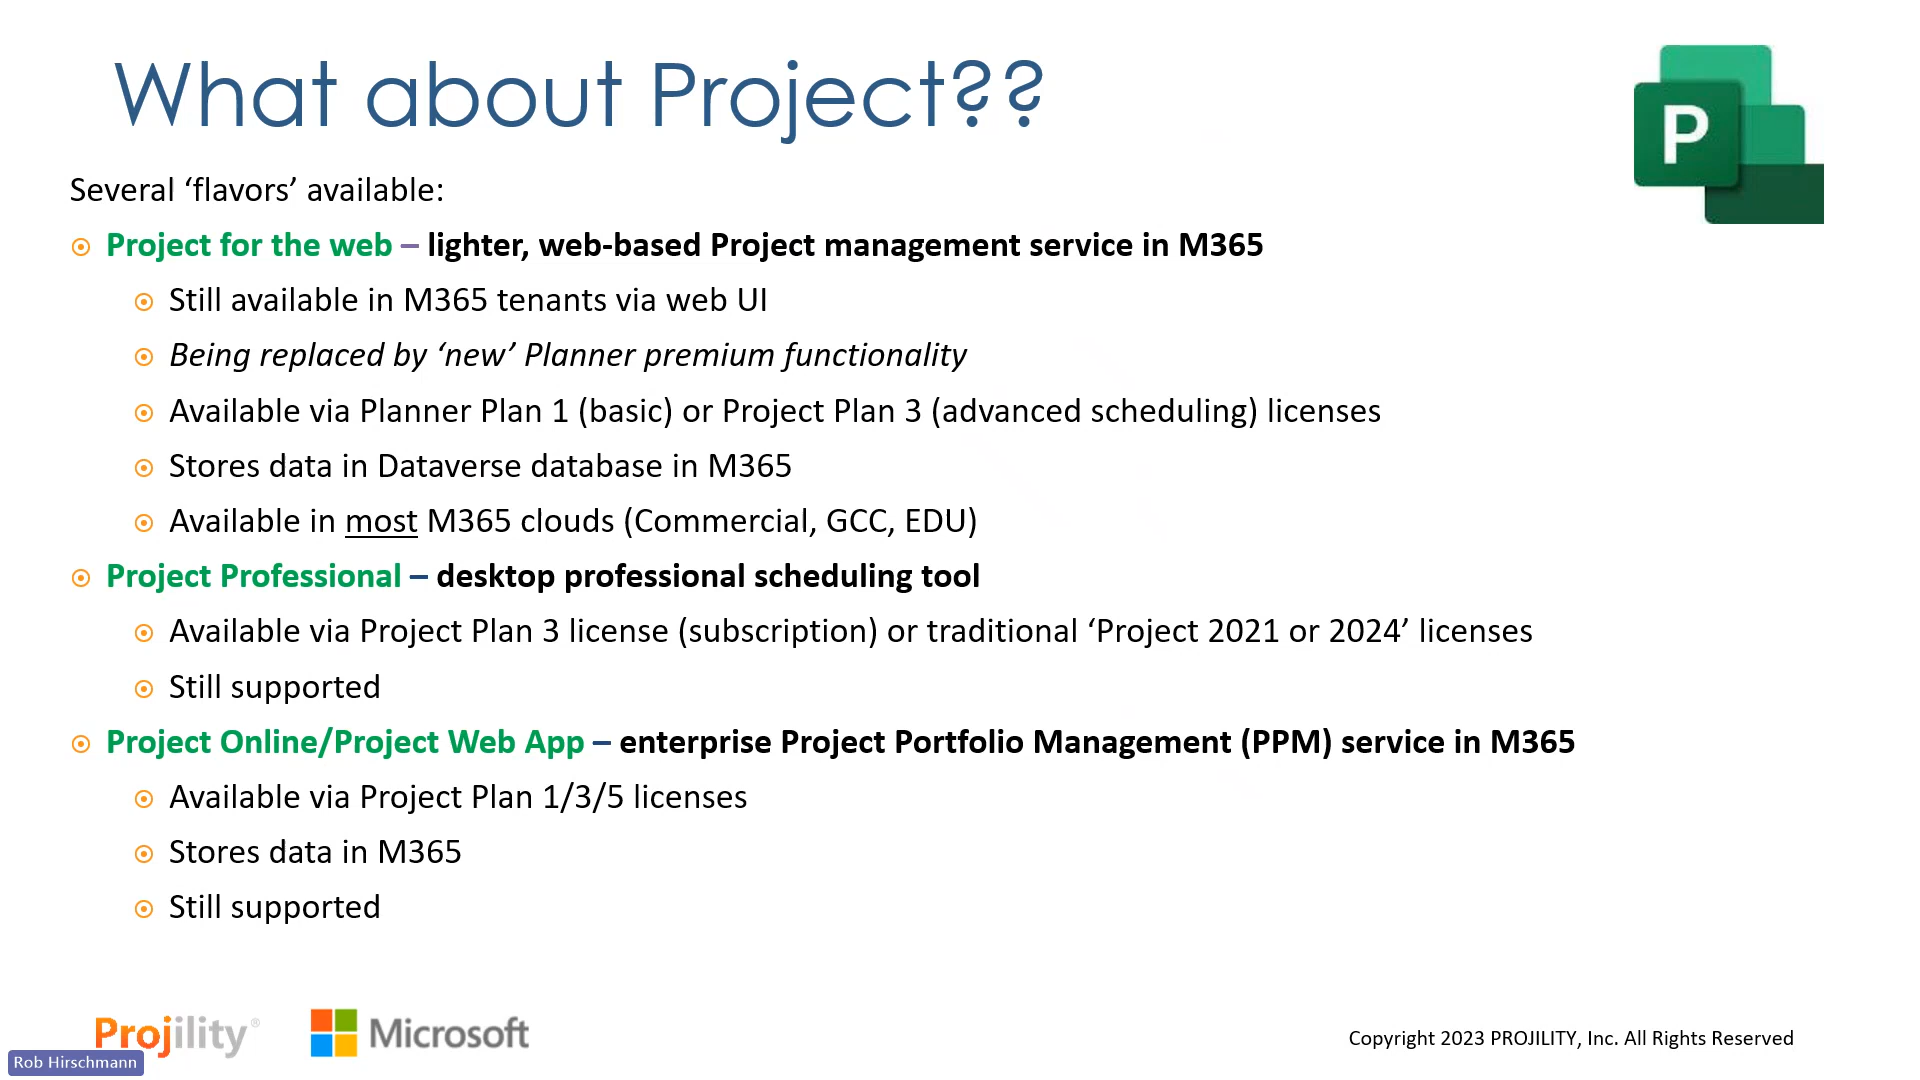 What about Project??
P
Several ‘flavors’ available:
Project for the web – lighter, web-based Project management service in M365
Still available in M365 tenants via web UI
Being replaced by ‘new’ Planner premium functionality
Available via Planner Plan 1 (basic) or Project Plan 3 (advanced scheduling) licenses
Stores data in Dataverse database in M365
Available in most M365 clouds (Commercial, GCC, EDU)
Project Professional – desktop professional scheduling tool
Available via Project Plan 3 license (subscription) or traditional ‘Project 2021 or 2024’ licenses
Still supported
Project Online/Project Web App – enterprise Project Portfolio Management (PPM) service in M365
Available via Project Plan 1/3/5 licenses
Stores data in M365
Still supported
Projility®
Microsoft
Copyright 2023 PROJILITY, Inc. All Rights Reserved
Rob Hirschmann